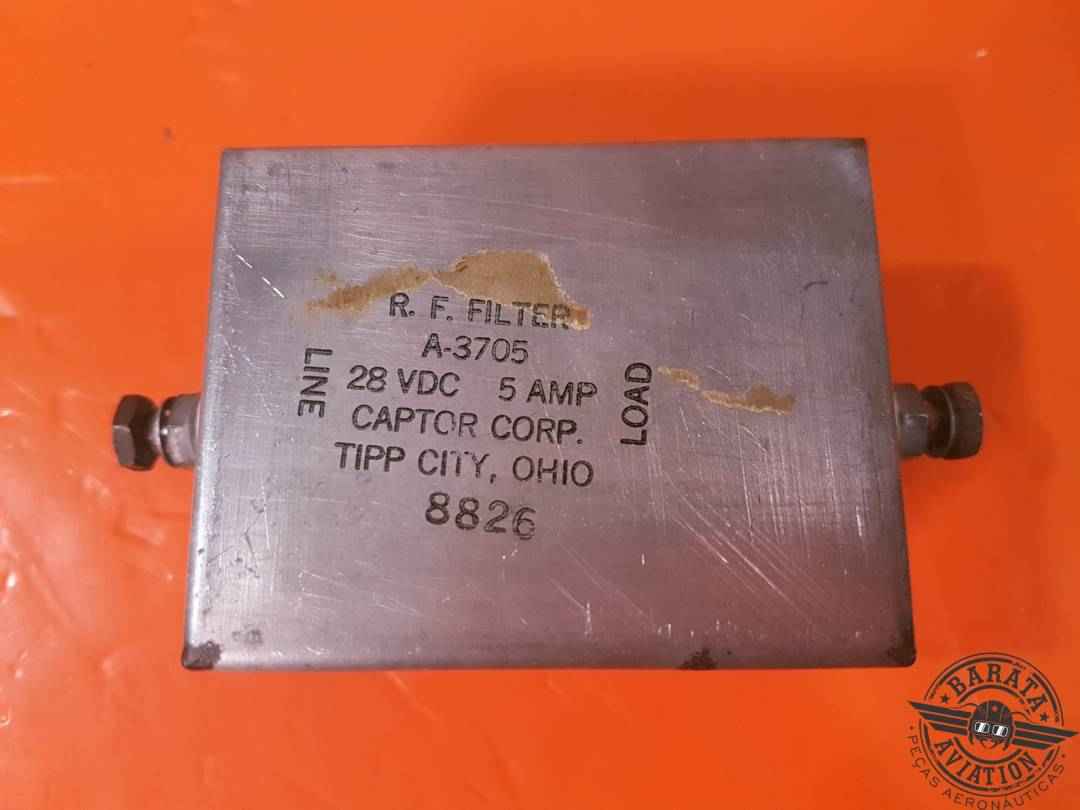 R. F. FILTER
A-3705
LINE
28 VDC 5 AMP
LOAD
CAPTOR CORP.
TIPP CITY, OHIO
8826
BARATA
AVIATION
PEÇAS AERONÁUTICAS